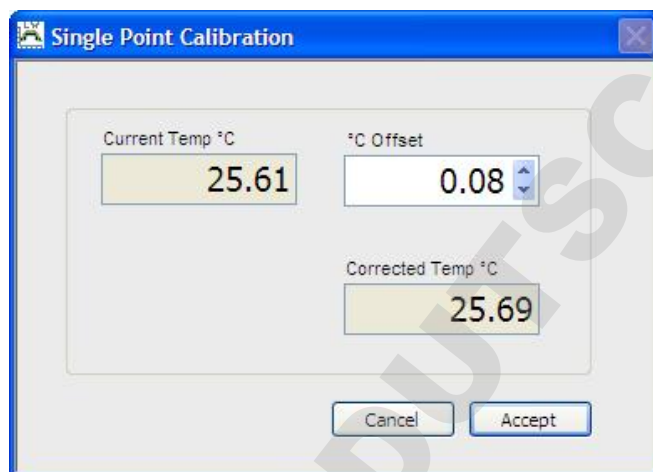 Single Point Calibration
Current Temp °C
°C Offset
25.61
0.08
Corrected Temp °C
25.69
Cancel
Accept